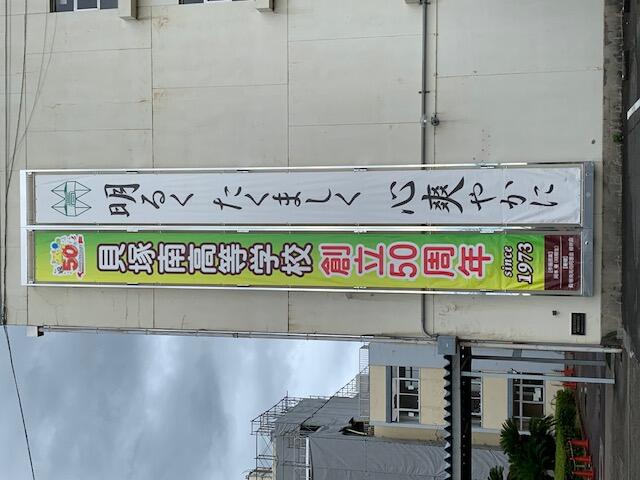 明るく たくましく 心爽やかに
50
貝塚南高等学校創立50周年
since
1973